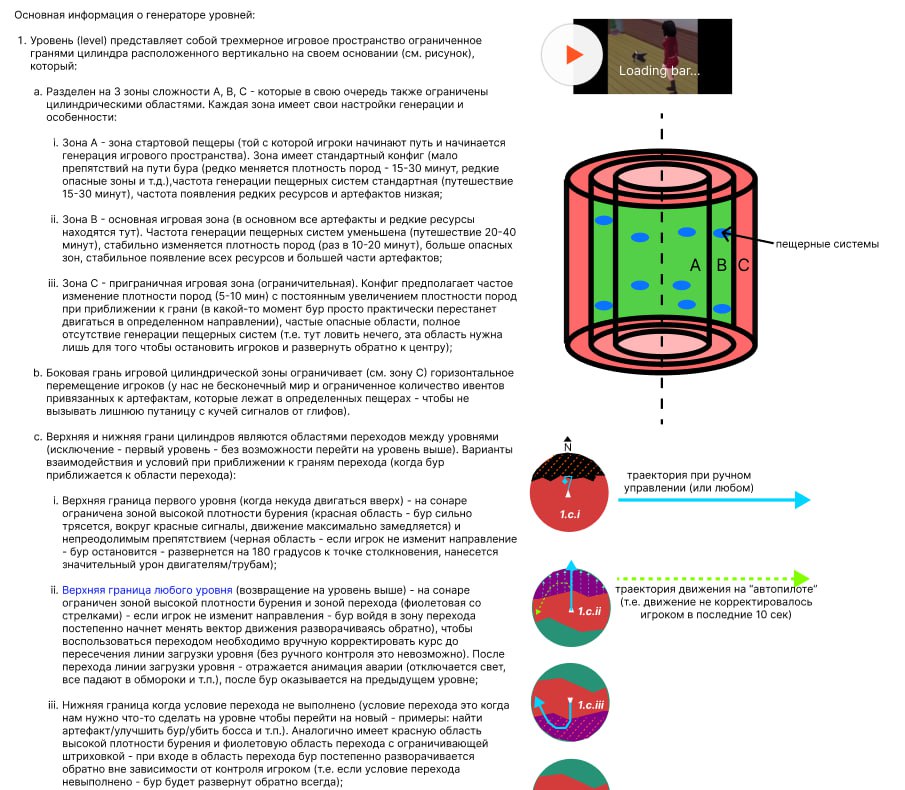 Основная информация о генераторе уровней:
1. Уровень (level) представляет собой трехмерное игровое пространство ограниченное
гранями цилиндра расположенного вертикально на своем основании (см. рисунок),
который:
a. Разделен на 3 зоны сложности A, B, C - которые в свою очередь также ограничены
цилиндрическими областями. Каждая зона имеет свои настройки генерации и
особенности:
i. Зона А - зона стартовой пещеры (той с которой игроки начинают путь и начинается
генерация игрового пространства). Зона имеет стандартный конфиг (мало
препятствий на пути бура (редко меняется плотность пород - 15-30 минут, редкие
опасные зоны и т.д.),частота генерации пещерных систем стандартная (путешествие
15-30 минут), частота появления редких ресурсов и артефактов низкая;
ii. Зона B - основная игровая зона (в основном все артефакты и редкие ресурсы
находятся тут). Частота генерации пещерных систем уменьшена (путешествие 20-40
минут), стабильно изменяется плотность пород (раз в 10-20 минут), больше опасных
зон, стабильное появление всех ресурсов и большей части артефактов;
iii. Зона C - приграничная игровая зона (ограничительная). Конфиг предполагает частое
изменение плотности пород (5-10 мин) с постоянным увеличением плостности пород
при приближении к грани (в какой-то момент бур просто практически перестанет
двигаться в определенном направлении), частые опасные области, полное
отсутствие генерации пещерных систем (т.е. тут ловить нечего, эта область нужна
лишь для того чтобы остановить игроков и развернуть обратно к центру);
b. Боковая грань игровой цилиндрической зоны ограничивает (см. зону C) горизонтальное
перемещение игроков (у нас не бесконечный мир и ограниченное количество ивентов
привязанных к артефактам, которые лежат в определенных пещерах - чтобы не
вызывать лишнюю путаницу с кучей сигналов от глифов).
c. Верхняя и нижняя грани цилиндров являются областями переходов между уровнями
(исключение - первый уровень - без возможности перейти на уровень выше). Варианты
взаимодействия и условий при приближении к граням перехода (когда бур
приближается к области перехода):
i. Верхняя граница первого уровня (когда некуда двигаться вверх) - на сонаре
ограничена зоной высокой плотности бурения (красная область - бур сильно
трясется, вокруг красные сигналы, движение максимально замедляется) и
непреодолимым препятствием (черная область - если игрок не изменит направление
- бур остановится - развернется на 180 градусов к точке столкновения, нанесется
значительный урон двигателям/трубам);
ii. Верхняя граница любого уровня (возвращение на уровень выше) - на сонаре
ограничен зоной высокой плотности бурения и зоной перехода (фиолетовая со
стрелками) - если игрок не изменит направления - бур войдя в зону перехода
постепенно начнет менять вектор движения разворачиваясь обратно), чтобы
воспользоваться переходом необходимо вручную корректировать курс до
пересечения линии загрузки уровня (без ручного контроля это невозможно). После
перехода линии загрузки уровня - отражается анимация аварии (отключается свет,
все падают в обмороки и т.п.), после бур оказывается на предыдущем уровне;
iii. Нижняя граница когда условие перехода не выполнено (условие перехода это когда
нам нужно что-то сделать на уровне чтобы перейти на новый - примеры: найти
артефакт/улучшить бур/убить босса и т.п.). Аналогично имеет красную область
высокой плотности бурения и фиолетовую область перехода с ограничивающей
штриховкой - при входе в область перехода бур постепенно разворачивается
обратно вне зависимости от контроля игроком (т.е. если условие перехода
невыполнено - бур будет развернут обратно всегда);
Loading bar...
пещерные системы
A B C
N
1.c.i
траектория при ручном
управлении (или любом)
1.c.ii
траектория движения на "автопилоте"
(т.е. движение не корректировалось
игроком в последние 10 сек)
1.c.iii